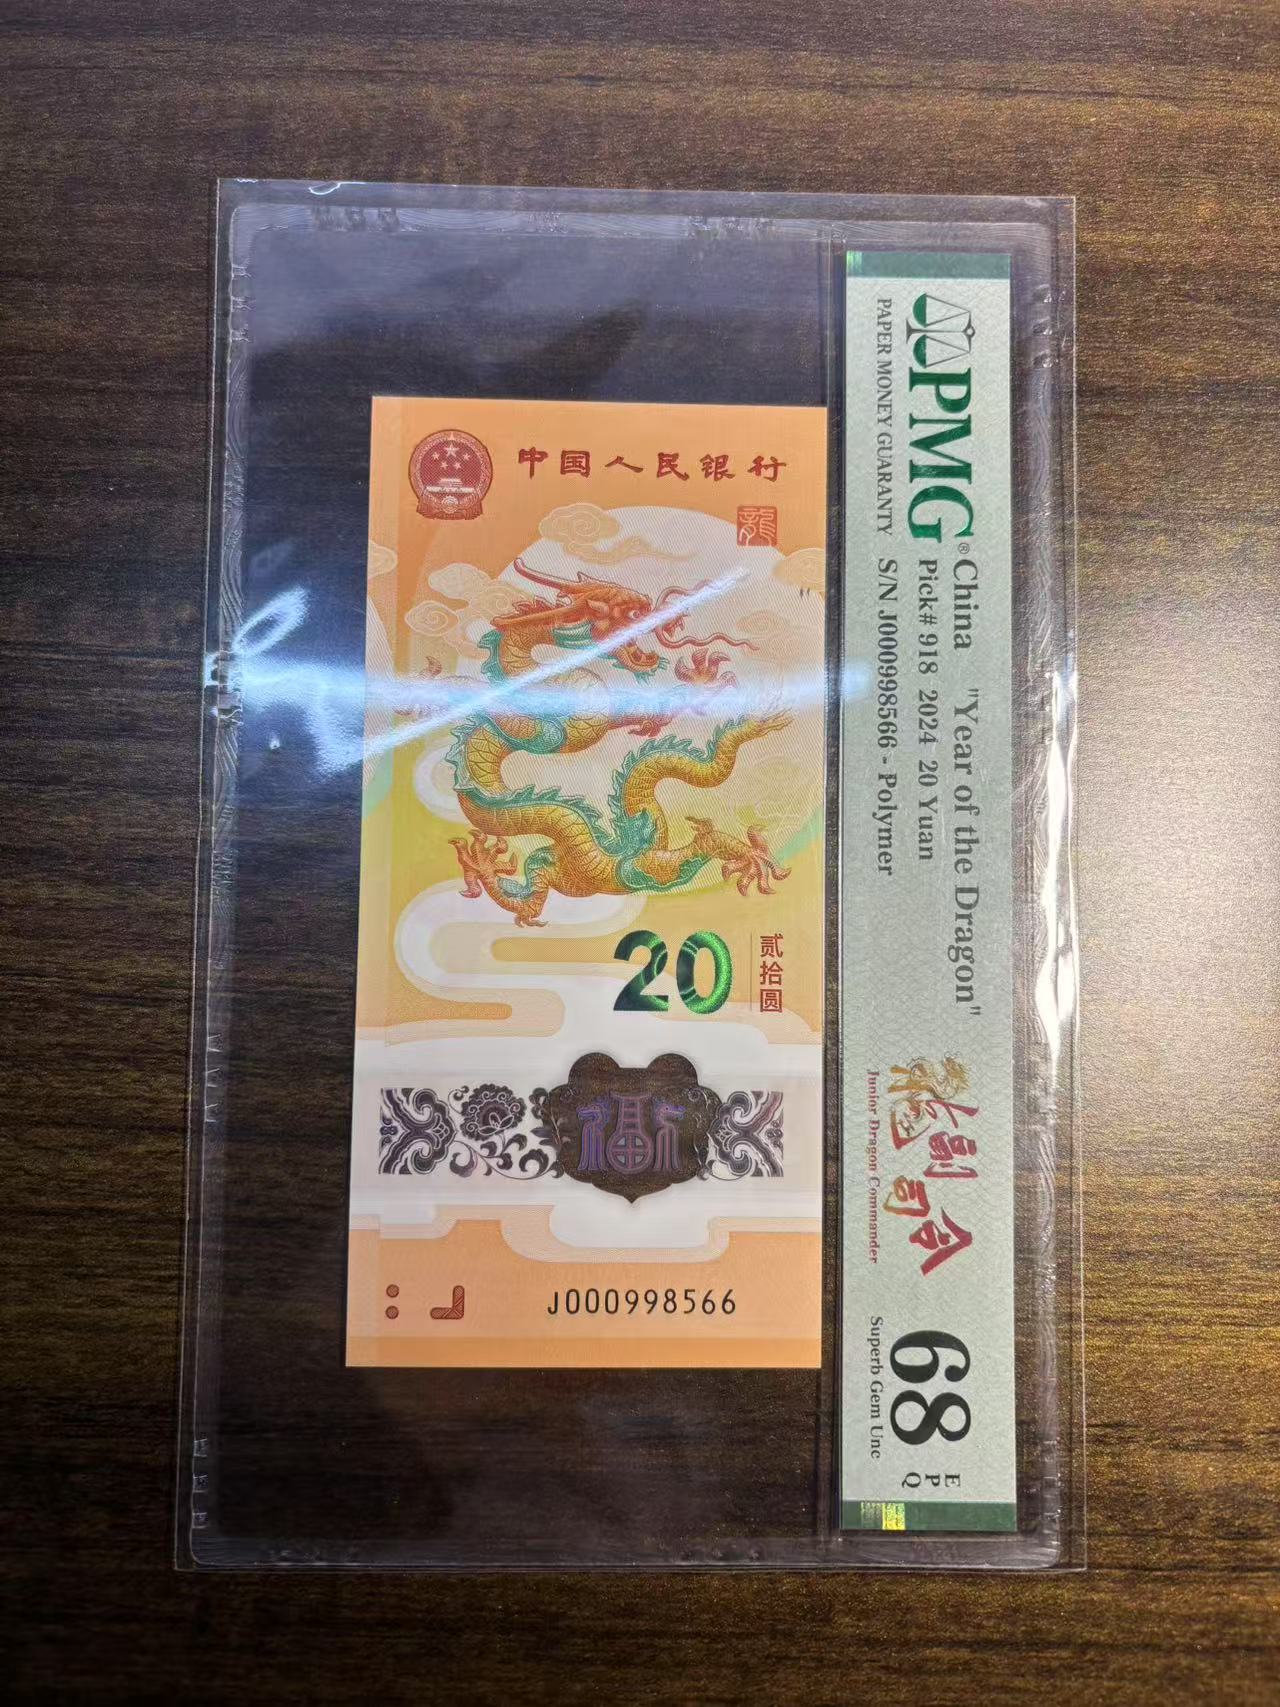 中国人民银行
龍
20
贰拾圆
福
J000998566
PMG®
PAPER MONEY GUARANTY
China "Year of the Dragon"
Pick# 918 2024 20 Yuan
S/N J000998566 - Polymer
龙副司令
Junior Dragon Commander
68
EPQ
Superb Gem Unc